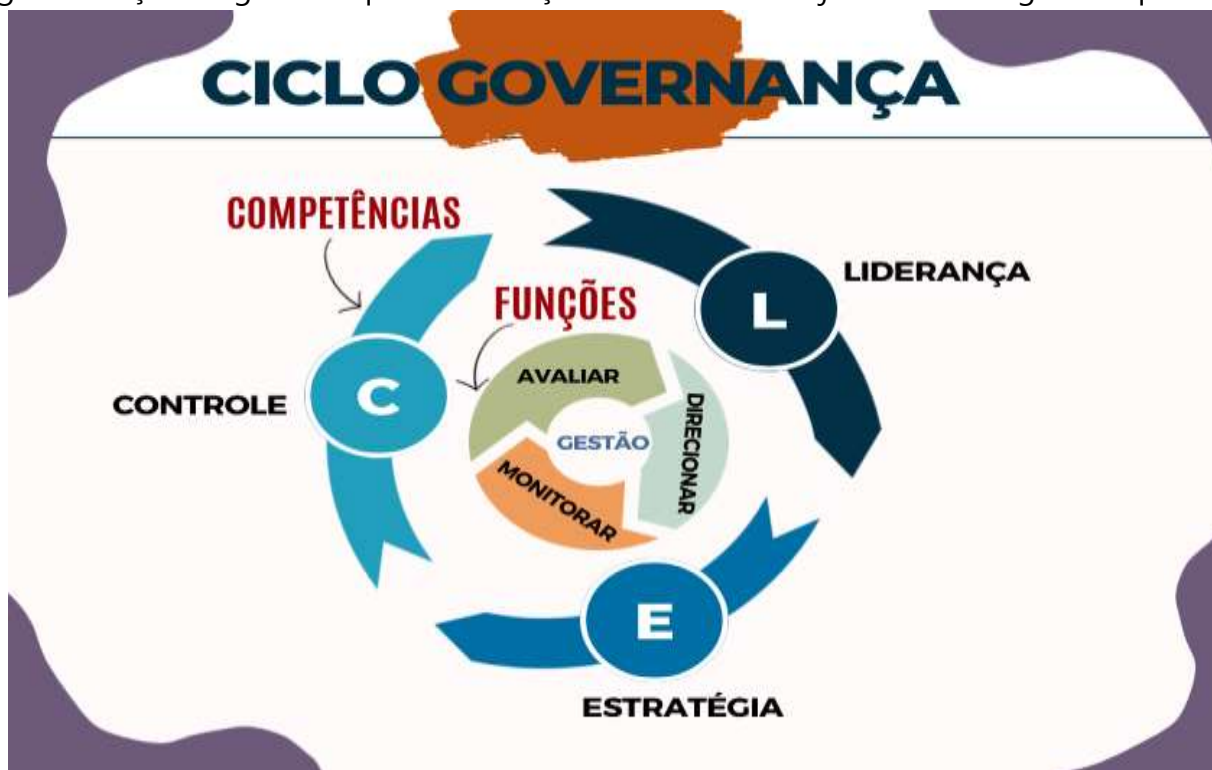 CICLO GOVERNANÇA
COMPETÊNCIAS
LIDERANÇA
L
FUNÇÕES
AVALIAR
C
CONTROLE
DIRECIONAR
GESTÃO
MONITORAR
E
ESTRATÉGIA